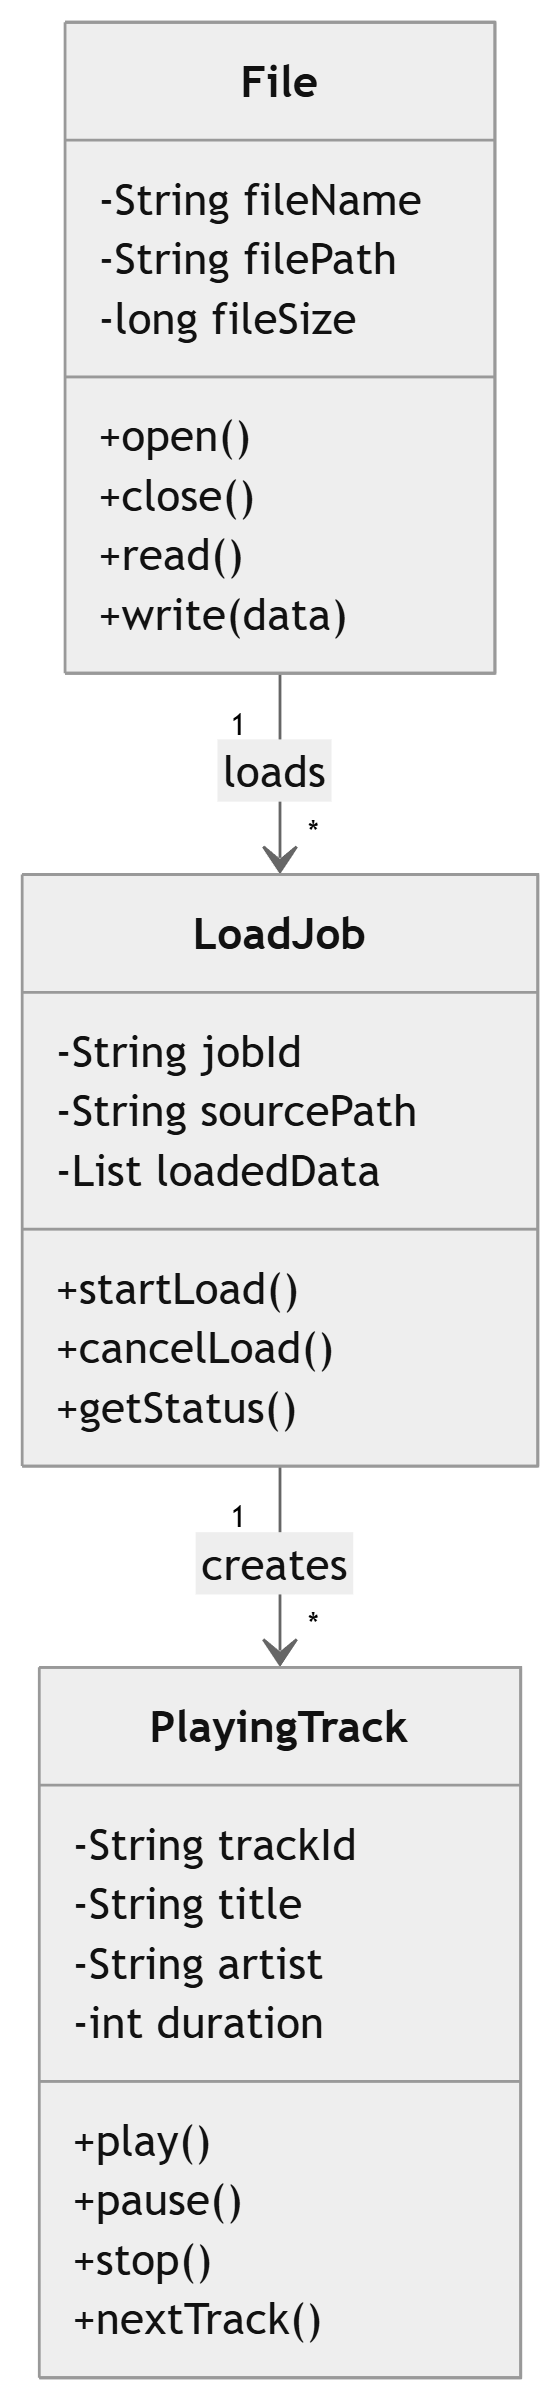 File
-String fileName
-String filePath
-long fileSize
+open()
+close()
+read()
+write(data)
1
loads
*
LoadJob
-String jobId
-String sourcePath
-List loadedData
+startLoad()
+cancelLoad()
+getStatus()
1
creates
*
PlayingTrack
-String trackId
-String title
-String artist
-int duration
+play()
+pause()
+stop()
+nextTrack()